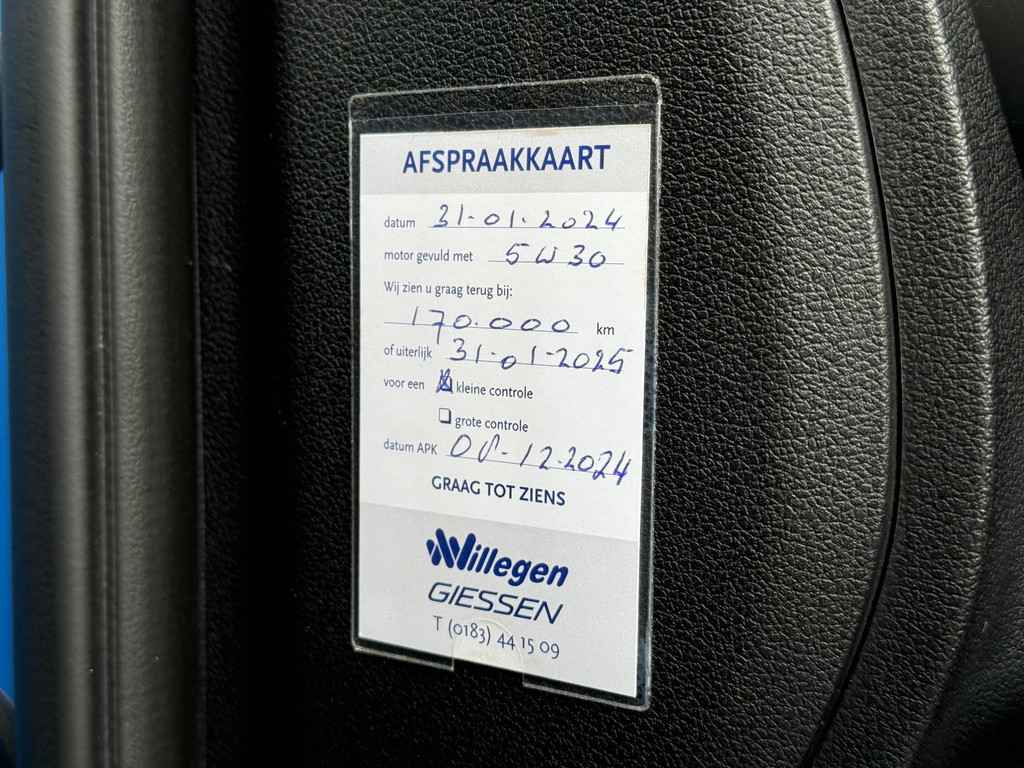 AFSPRAAKKAART
datum 31-01-2024
motor gevuld met 5W30
Wij zien u graag terug bij:
170.000 km
of uiterlijk 31-01-2025
voor een kleine controle
grote controle
datum APK 08-12-2024
GRAAG TOT ZIENS
Willegen
GIESSEN
T (0183) 44 15 09